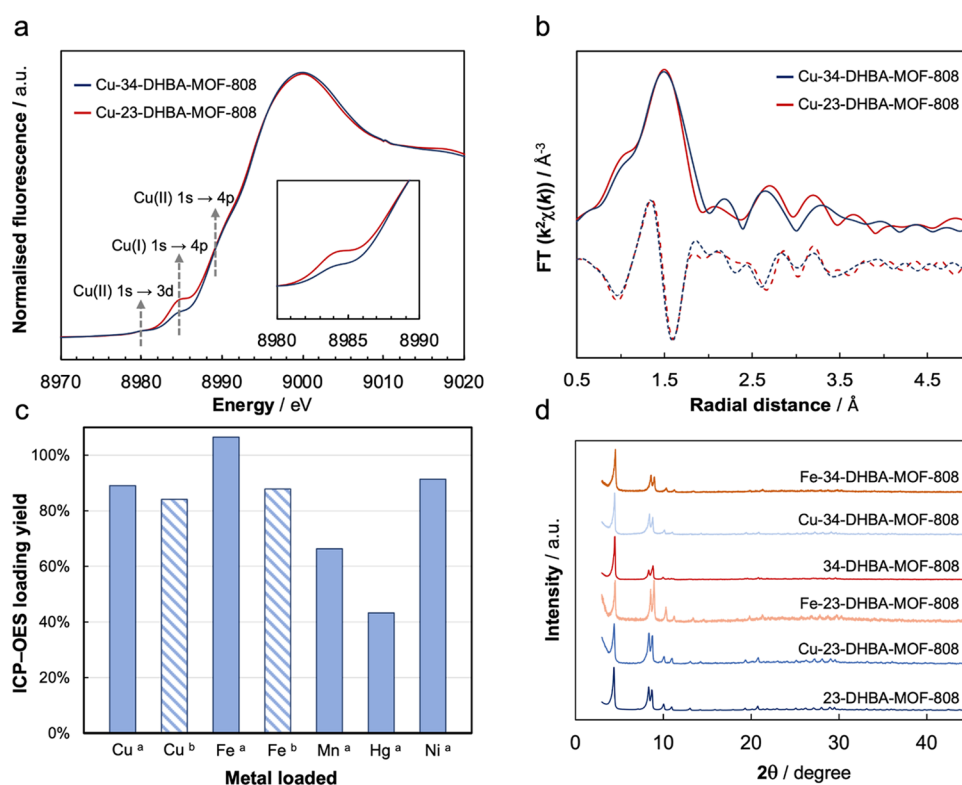 a
Normalised fluorescence / a.u.
Cu-34-DHBA-MOF-808
Cu-23-DHBA-MOF-808
Cu(II) 1s → 4p
Cu(I) 1s → 4p
Cu(II) 1s → 3d
8980 8985 8990
8970 8980 8990 9000 9010 9020
Energy / eV
b
FT (k²χ(k)) / Å⁻³
Cu-34-DHBA-MOF-808
Cu-23-DHBA-MOF-808
0.5 1.5 2.5 3.5 4.5
Radial distance / Å
c
ICP–OES loading yield
100%
80%
60%
40%
20%
0%
Cu ᵃ Cu ᵇ Fe ᵃ Fe ᵇ Mn ᵃ Hg ᵃ Ni ᵃ
Metal loaded
d
Intensity / a.u.
Fe-34-DHBA-MOF-808
Cu-34-DHBA-MOF-808
34-DHBA-MOF-808
Fe-23-DHBA-MOF-808
Cu-23-DHBA-MOF-808
23-DHBA-MOF-808
0 10 20 30 40
2θ / degree